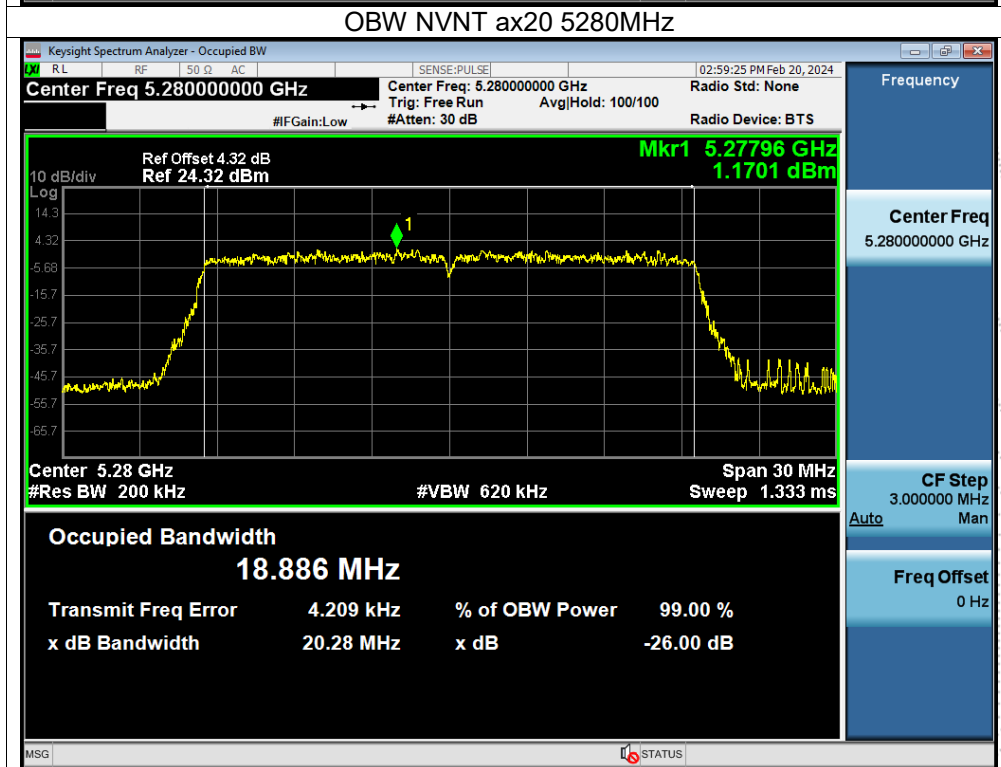 OBW NVNT ax20 5280MHz
Keysight Spectrum Analyzer - Occupied BW
LXI RL RF 50 Ω AC SENSE:PULSE 02:59:25 PM Feb 20, 2024
Center Freq 5.280000000 GHz Center Freq: 5.280000000 GHz Radio Std: None
Trig: Free Run Avg|Hold: 100/100
#IFGain:Low #Atten: 30 dB Radio Device: BTS
Frequency
Ref Offset 4.32 dB Mkr1 5.27796 GHz
10 dB/div Ref 24.32 dBm 1.1701 dBm
Log
14.3
4.32
-5.68
-15.7
-25.7
-35.7
-45.7
-55.7
-65.7
1
Center 5.28 GHz Span 30 MHz
#Res BW 200 kHz #VBW 620 kHz Sweep 1.333 ms
Center Freq
5.280000000 GHz
CF Step
3.000000 MHz
Auto Man
Freq Offset
0 Hz
Occupied Bandwidth
18.886 MHz
Transmit Freq Error 4.209 kHz % of OBW Power 99.00 %
x dB Bandwidth 20.28 MHz x dB -26.00 dB
MSG STATUS